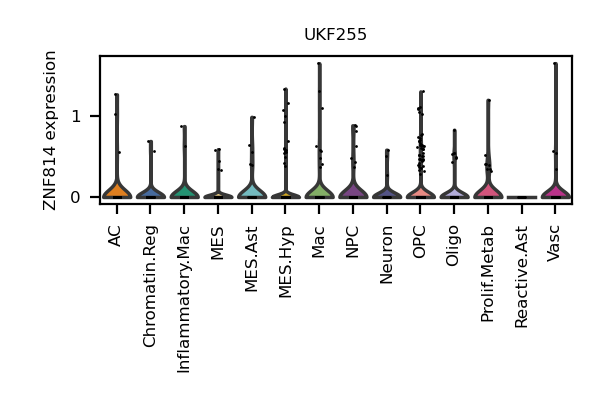 UKF255
ZNF814 expression
1
0
AC
Chromatin.Reg
Inflammatory.Mac
MES
MES.Ast
MES.Hyp
Mac
NPC
Neuron
OPC
Oligo
Prolif.Metab
Reactive.Ast
Vasc